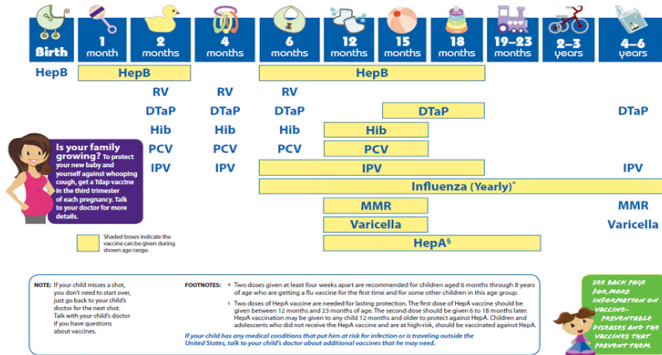 Birth
1 month
2 months
4 months
6 months
12 months
15 months
18 months
19–23 months
2–3 years
4–6 years
HepB HepB HepB
RV RV RV
DTaP DTaP DTaP DTaP DTaP
Hib Hib Hib Hib
PCV PCV PCV PCV
IPV IPV IPV IPV
Influenza (Yearly)*
MMR MMR
Varicella Varicella
HepA§
Is your family
growing? To protect
your new baby and
yourself against whooping
cough, get a Tdap vaccine
in the third trimester
of each pregnancy. Talk
to your doctor for more
details.
Shaded boxes indicate the
vaccine can be given during
shown age range.
NOTE: If your child misses a shot,
you don't need to start over,
just go back to your child's
doctor for the next shot.
Talk with your child's doctor
if you have questions
about vaccines.
FOOTNOTES: * Two doses given at least four weeks apart are recommended for children aged 6 months through 8 years
of age who are getting a flu vaccine for the first time and for some other children in this age group.
§ Two doses of HepA vaccine are needed for lasting protection. The first dose of HepA vaccine should be
given between 12 months and 23 months of age. The second dose should be given 6 to 18 months later.
HepA vaccination may be given to any child 12 months and older to protect against HepA. Children and
adolescents who did not receive the HepA vaccine and are at high-risk, should be vaccinated against HepA.
If your child has any medical conditions that put him at risk for infection or is traveling outside the
United States, talk to your child's doctor about additional vaccines that he may need.
SEE BACK PAGE
FOR MORE
INFORMATION ON
VACCINE-
PREVENTABLE
DISEASES AND THE
VACCINES THAT
PREVENT THEM.